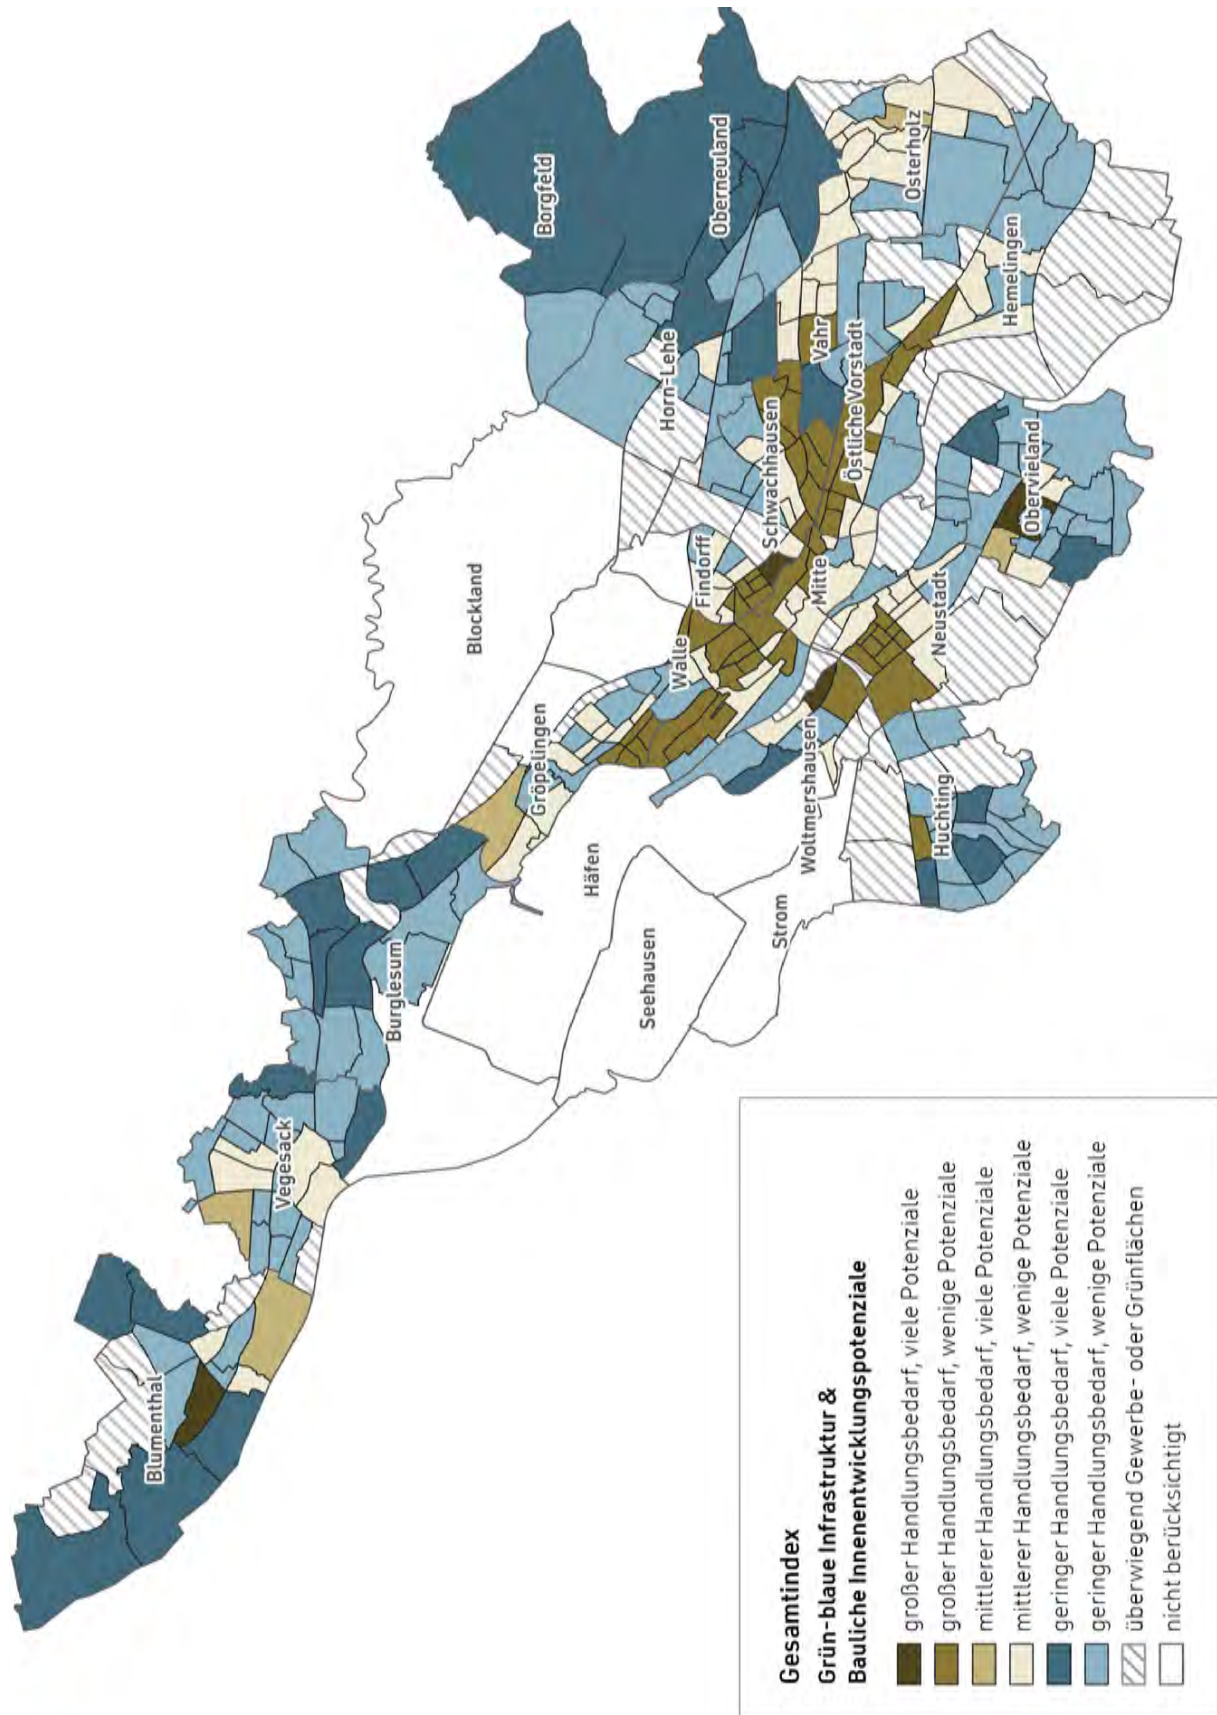 Blumenthal
Vegesack
Burglesum
Blockland
Gröpelingen
Häfen
Seehausen
Strom
Walle
Findorff
Borgfeld
Oberneuland
Horn-Lehe
Schwachhausen
Vahr
Östliche Vorstadt
Mitte
Osterholz
Hemelingen
Obervieland
Neustadt
Woltmershausen
Huchting
Gesamtindex
Grün-blaue Infrastruktur &
Bauliche Innenentwicklungspotenziale
großer Handlungsbedarf, viele Potenziale
großer Handlungsbedarf, wenige Potenziale
mittlerer Handlungsbedarf, viele Potenziale
mittlerer Handlungsbedarf, wenige Potenziale
geringer Handlungsbedarf, viele Potenziale
geringer Handlungsbedarf, wenige Potenziale
überwiegend Gewerbe- oder Grünflächen
nicht berücksichtigt